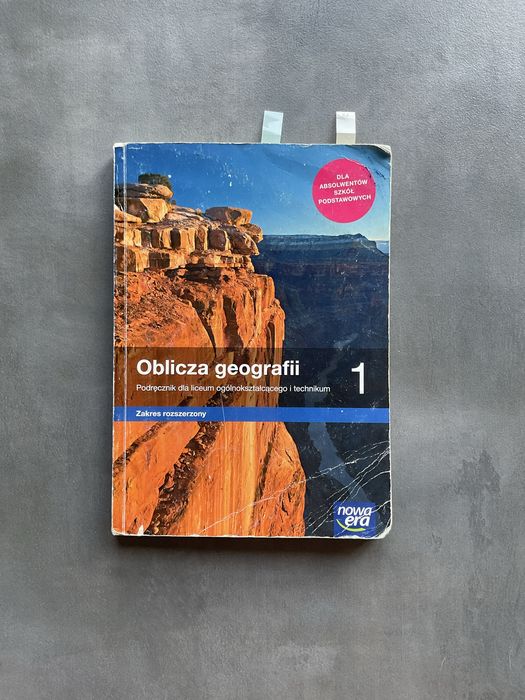 DLA
ABSOLWENTÓW
SZKÓŁ
PODSTAWOWYCH
Oblicza geografii 1
Podręcznik dla liceum ogólnokształcącego i technikum
Zakres rozszerzony
nowa
era